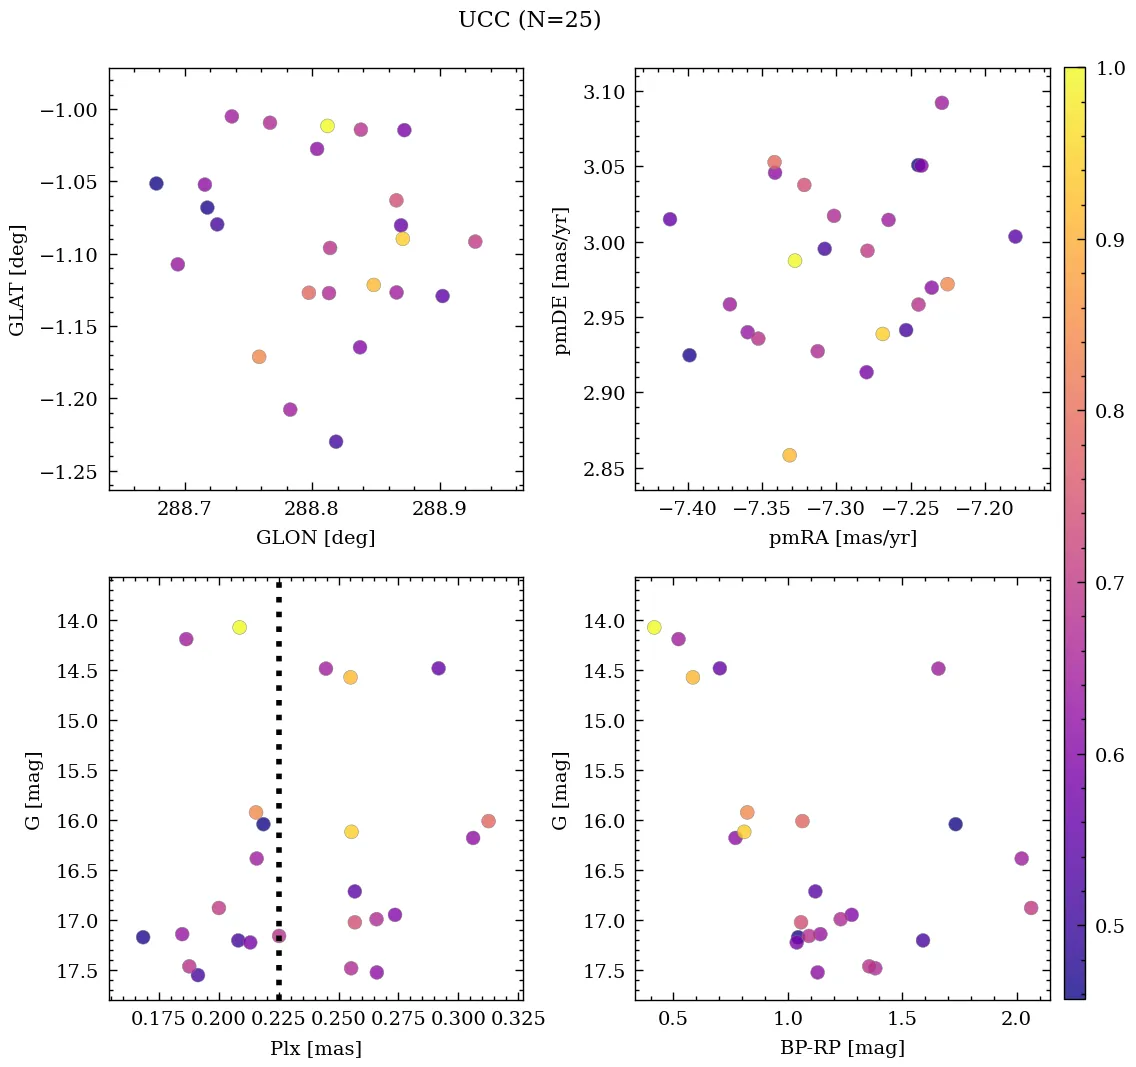 UCC (N=25)
−1.00
−1.05
−1.10
−1.15
−1.20
−1.25
GLAT [deg]
288.7 288.8 288.9
GLON [deg]
3.10
3.05
3.00
2.95
2.90
2.85
pmDE [mas/yr]
−7.40 −7.35 −7.30 −7.25 −7.20
pmRA [mas/yr]
1.0
0.9
0.8
0.7
0.6
0.5
14.0
14.5
15.0
15.5
16.0
16.5
17.0
17.5
G [mag]
0.175 0.200 0.225 0.250 0.275 0.300 0.325
Plx [mas]
14.0
14.5
15.0
15.5
16.0
16.5
17.0
17.5
G [mag]
0.5 1.0 1.5 2.0
BP-RP [mag]